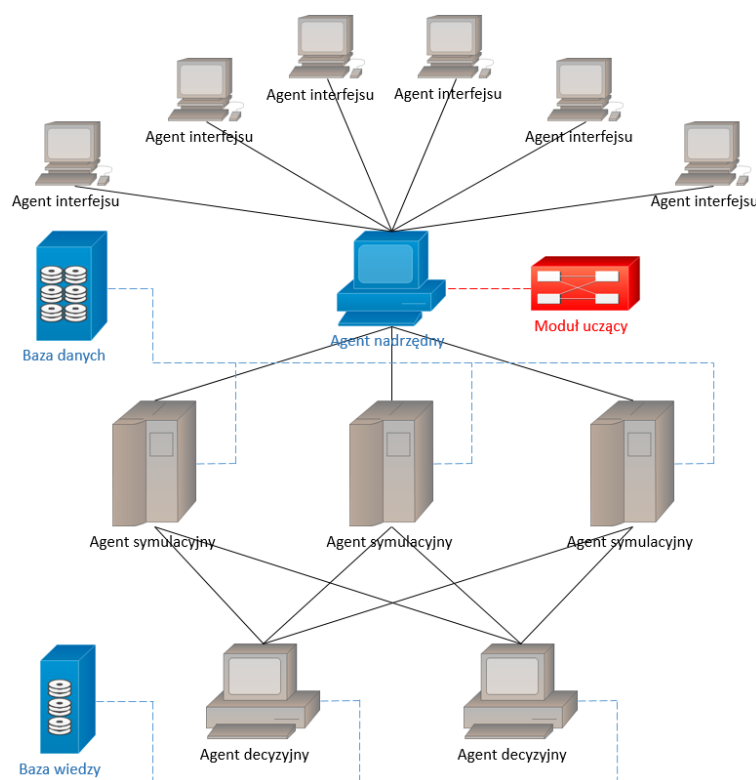 Agent interfejsu
Agent interfejsu
Agent interfejsu
Agent interfejsu
Agent interfejsu
Agent interfejsu
Baza danych
Agent nadrzędny
Moduł uczący
Agent symulacyjny
Agent symulacyjny
Agent symulacyjny
Baza wiedzy
Agent decyzyjny
Agent decyzyjny